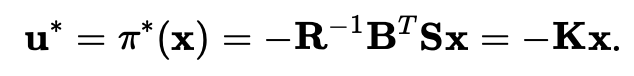 u* = π*(x) = −R⁻¹BᵀSx = −Kx.